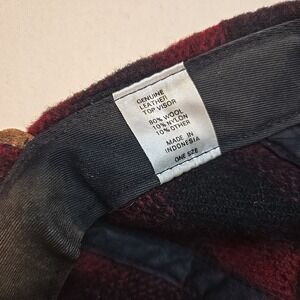 GENUINE
LEATHER
TOP VISOR
80% WOOL
10% NYLON
10% OTHER
MADE IN
INDONESIA
ONE SIZE